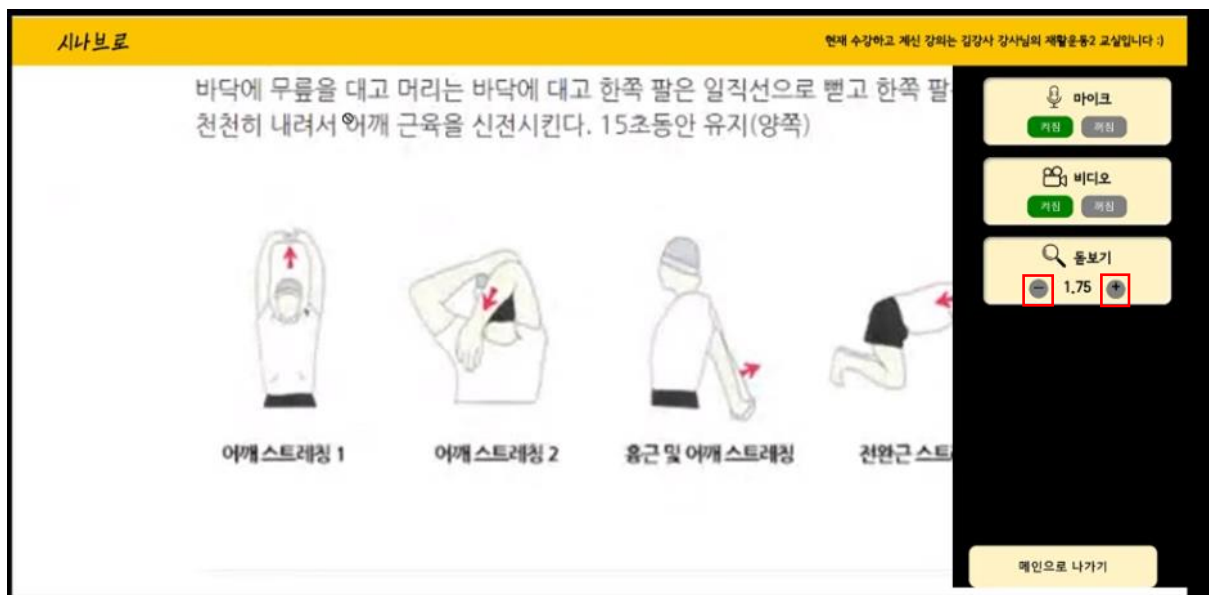 시나브로
현재 수강하고 계신 강의는 김강사 강사님의 재활운동2 교실입니다 :)
바닥에 무릎을 대고 머리는 바닥에 대고 한쪽 팔은 일직선으로 뻗고 한쪽 팔
천천히 내려서 어깨 근육을 신전시킨다. 15초동안 유지(양쪽)
마이크
켜짐 꺼짐
비디오
켜짐 꺼짐
돋보기
- 1.75 +
어깨 스트레칭 1
어깨 스트레칭 2
흉근 및 어깨 스트레칭
전완근 스트
메인으로 나가기